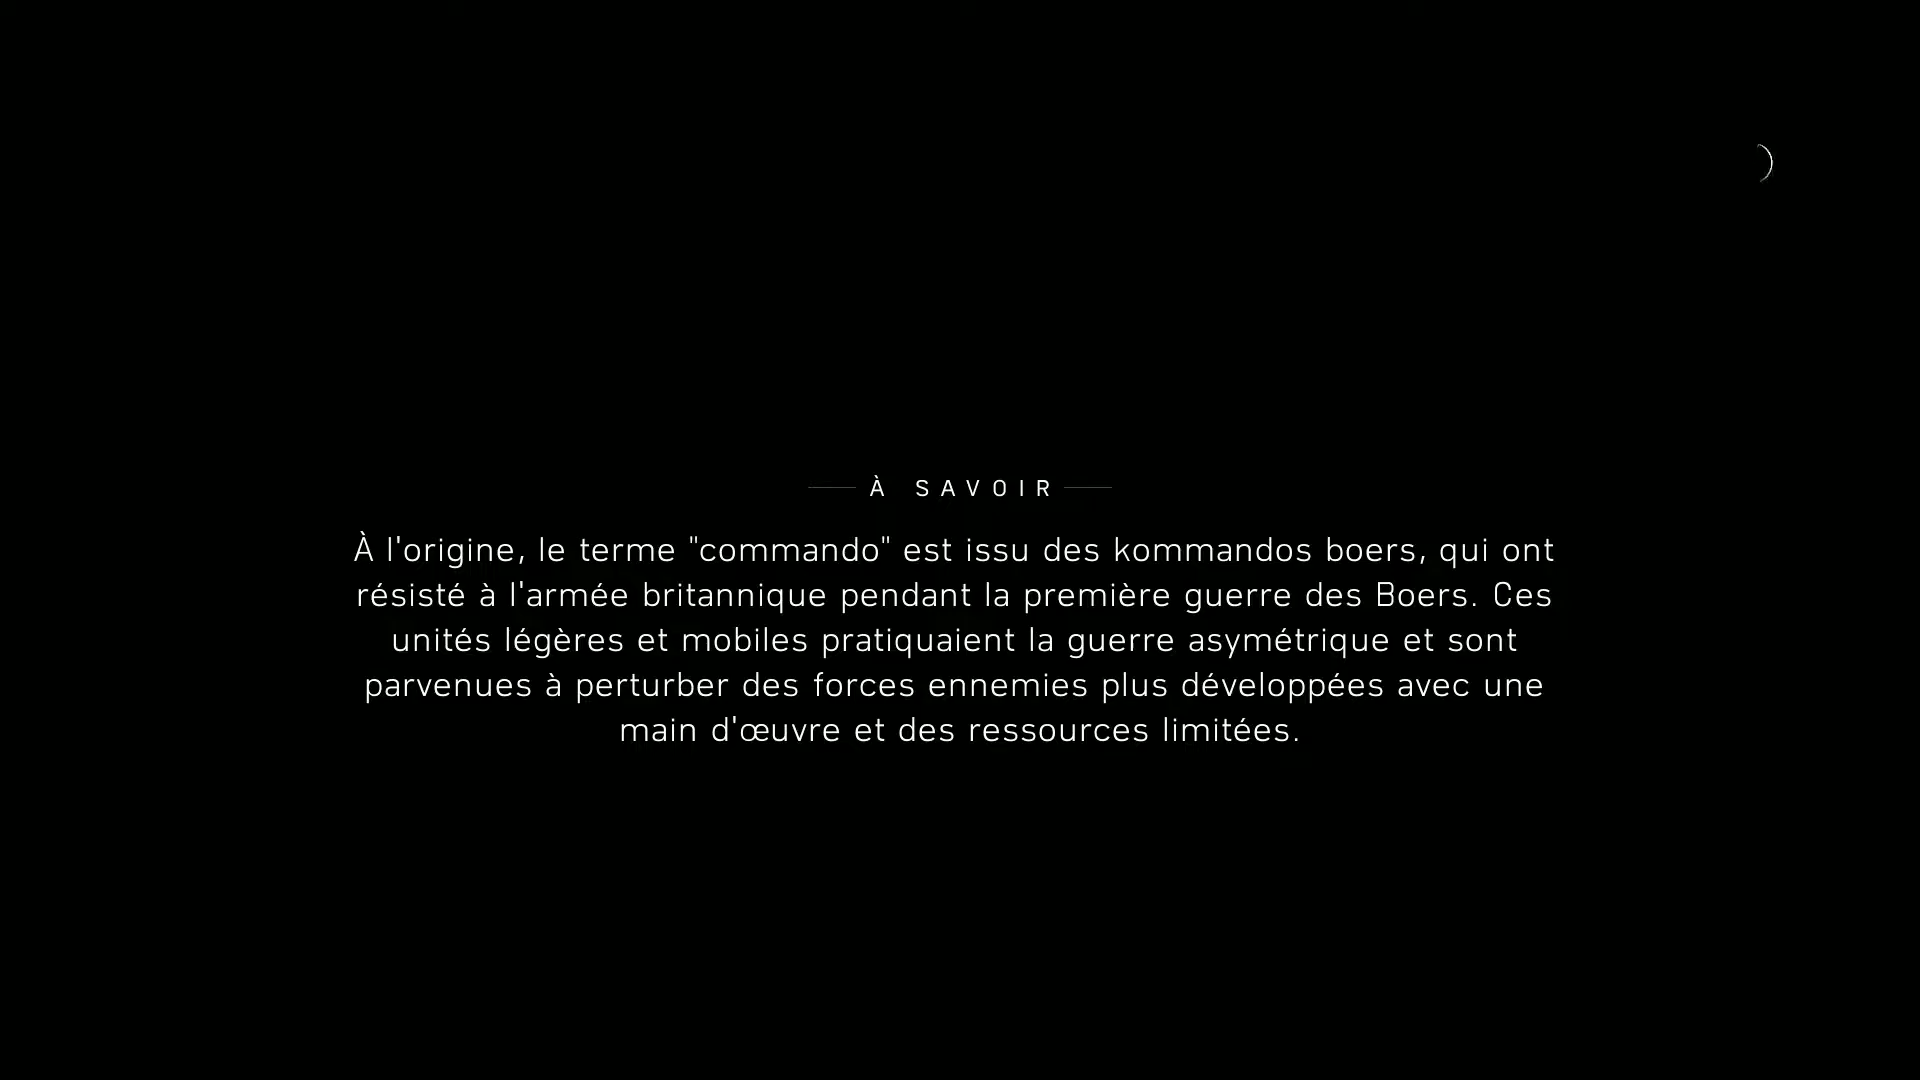 À SAVOIR
À l'origine, le terme "commando" est issu des kommandos boers, qui ont
résisté à l'armée britannique pendant la première guerre des Boers. Ces
unités légères et mobiles pratiquaient la guerre asymétrique et sont
parvenues à perturber des forces ennemies plus développées avec une
main d'œuvre et des ressources limitées.